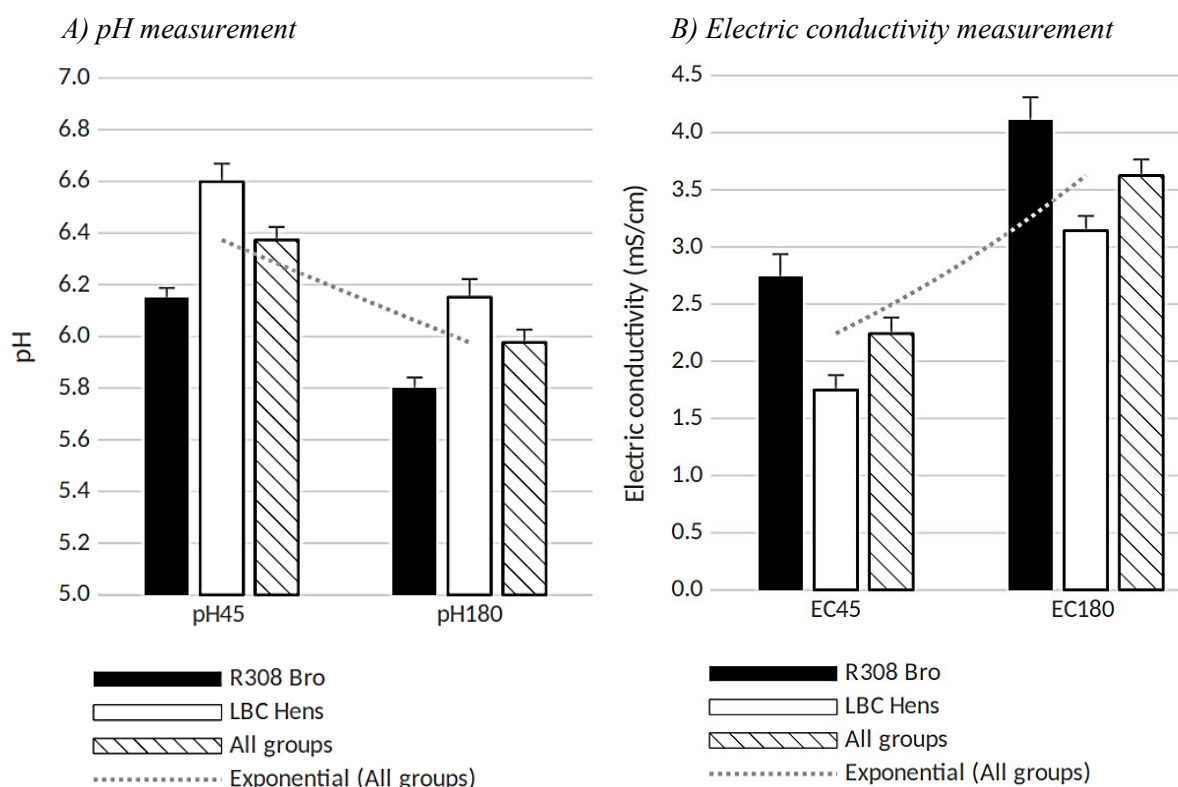 A) pH measurement
7.0
6.8
6.6
6.4
6.2
6.0
5.8
5.6
5.4
5.2
5.0
pH
pH45
pH180
R308 Bro
LBC Hens
All groups
Exponential (All groups)
B) Electric conductivity measurement
4.5
4.0
3.5
3.0
2.5
2.0
1.5
1.0
0.5
0.0
Electric conductivity (mS/cm)
EC45
EC180
R308 Bro
LBC Hens
All groups
Exponential (All groups)